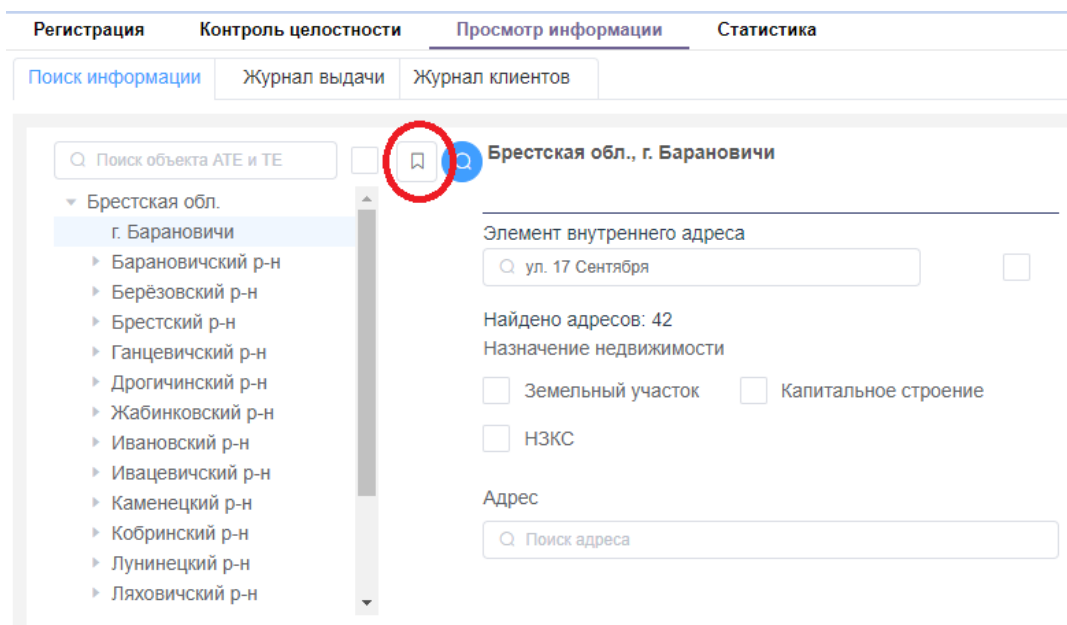 Регистрация Контроль целостности Просмотр информации Статистика
Поиск информации Журнал выдачи Журнал клиентов
Поиск объекта АТЕ и ТЕ
Брестская обл.
г. Барановичи
Барановичский р-н
Берёзовский р-н
Брестский р-н
Ганцевичский р-н
Дрогичинский р-н
Жабинковский р-н
Ивановский р-н
Ивацевичский р-н
Каменецкий р-н
Кобринский р-н
Лунинецкий р-н
Ляховичский р-н
Брестская обл., г. Барановичи
Элемент внутреннего адреса
ул. 17 Сентября
Найдено адресов: 42
Назначение недвижимости
Земельный участок Капитальное строение
НЗКС
Адрес
Поиск адреса